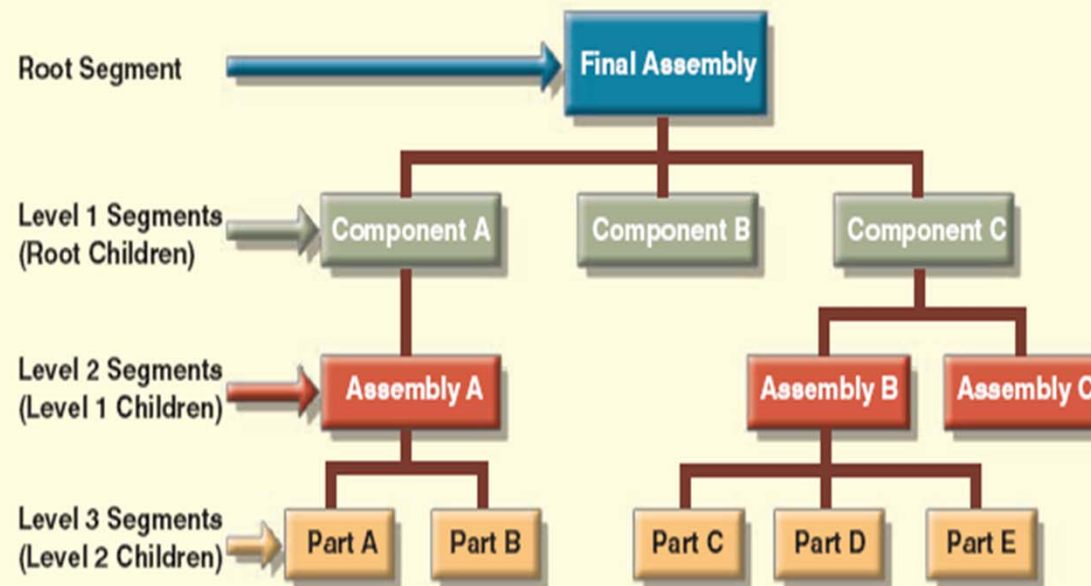 Root Segment
Final Assembly
Level 1 Segments
(Root Children)
Component A
Component B
Component C
Level 2 Segments
(Level 1 Children)
Assembly A
Assembly B
Assembly C
Level 3 Segments
(Level 2 Children)
Part A
Part B
Part C
Part D
Part E